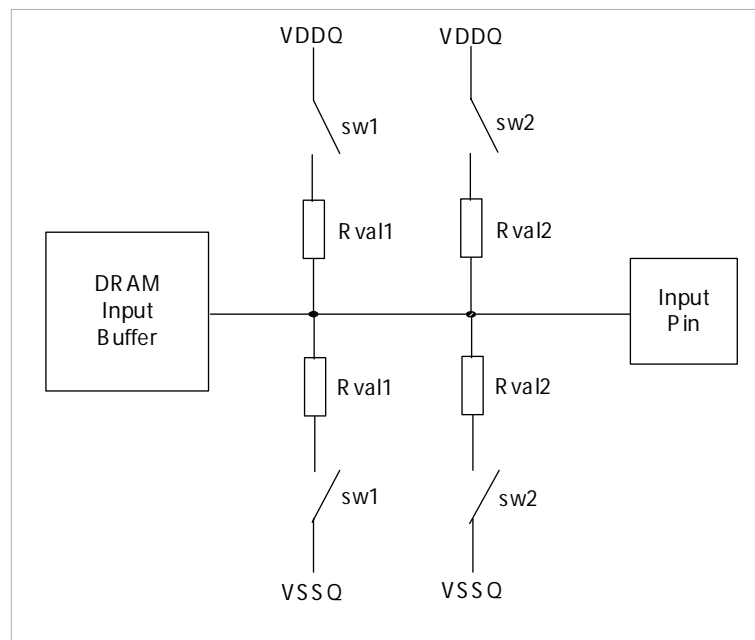 VDDQ
VDDQ
sw1
sw2
Rval1
Rval2
DRAM
Input
Buffer
Input
Pin
Rval1
Rval2
sw1
sw2
VSSQ
VSSQ